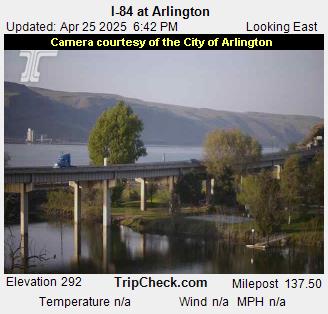 I-84 at Arlington
Updated: Apr 25 2025 6:42 PM Looking East
Camera courtesy of the City of Arlington
Elevation 292 TripCheck.com Milepost 137.50
Temperature n/a Wind n/a MPH n/a